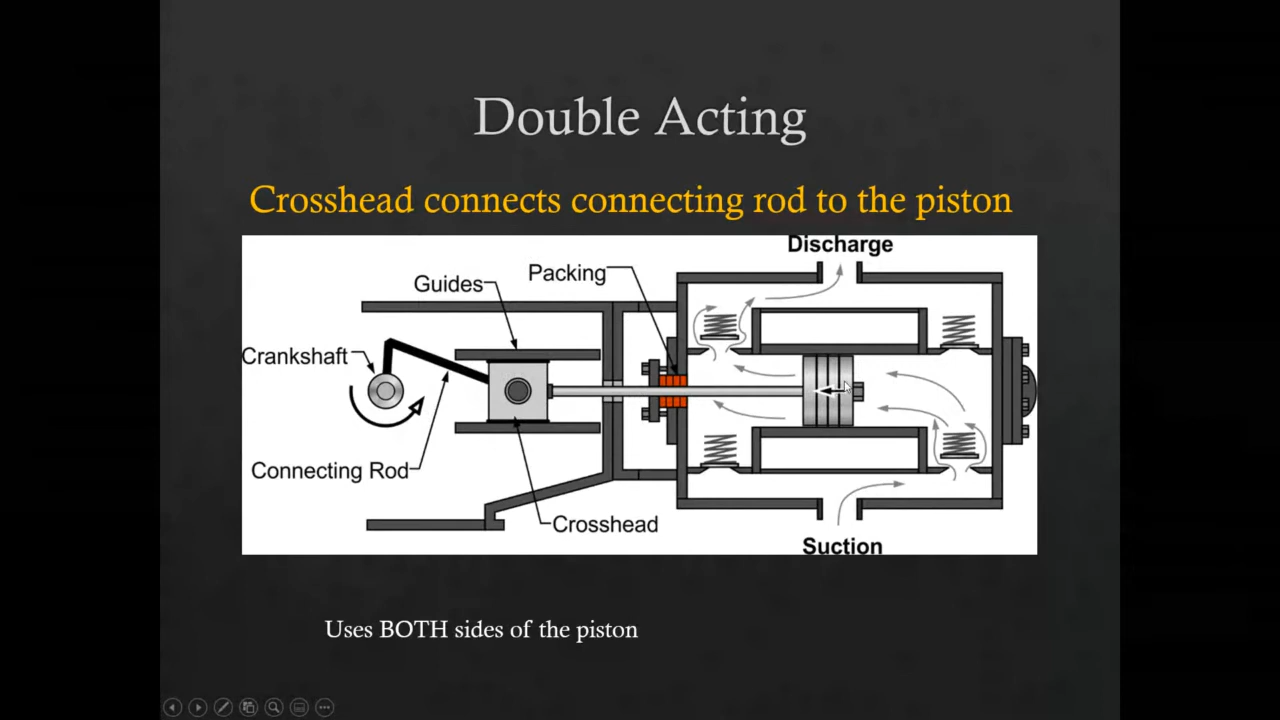 Double Acting
Crosshead connects connecting rod to the piston
Discharge
Packing
Guides
Crankshaft
Connecting Rod
Crosshead
Suction
Uses BOTH sides of the piston